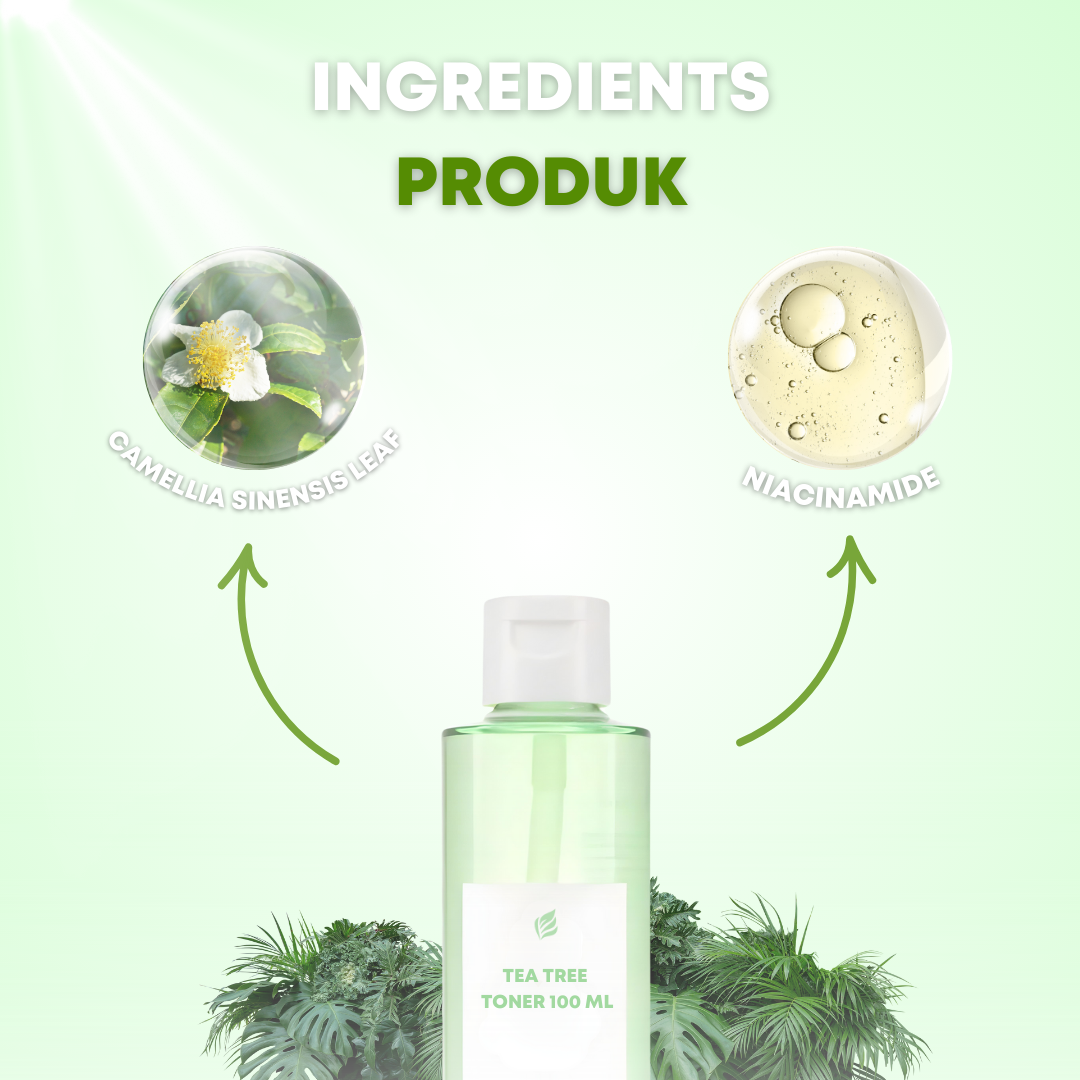 INGREDIENTS
PRODUK
CAMELLIA SINENSIS LEAF
NIACINAMIDE
TEA TREE
TONER 100 ML